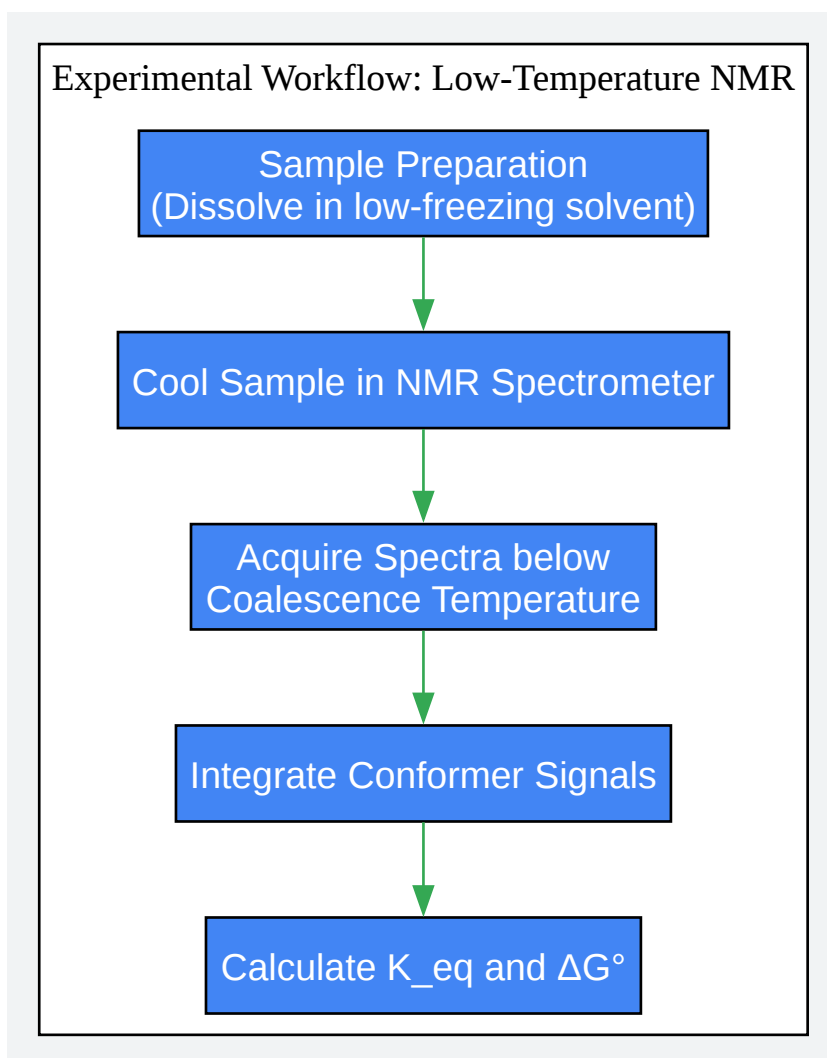 Experimental Workflow: Low-Temperature NMR
Sample Preparation
(Dissolve in low-freezing solvent)
Cool Sample in NMR Spectrometer
Acquire Spectra below
Coalescence Temperature
Integrate Conformer Signals
Calculate K_eq and ΔG°